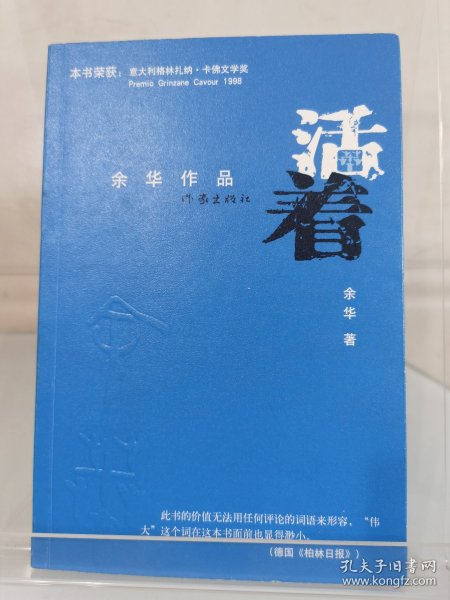 本书荣获：意大利格林扎纳·卡佛文学奖
Premio Grinzane Cavour 1998
活着
余华作品
作家出版社
余华 著
余华
此书的价值无法用任何评论的词语来形容，“伟
大”这个词在这本书面前也显得渺小。
（德国《柏林日报》）
孔夫子旧书网
www.kongfz.com